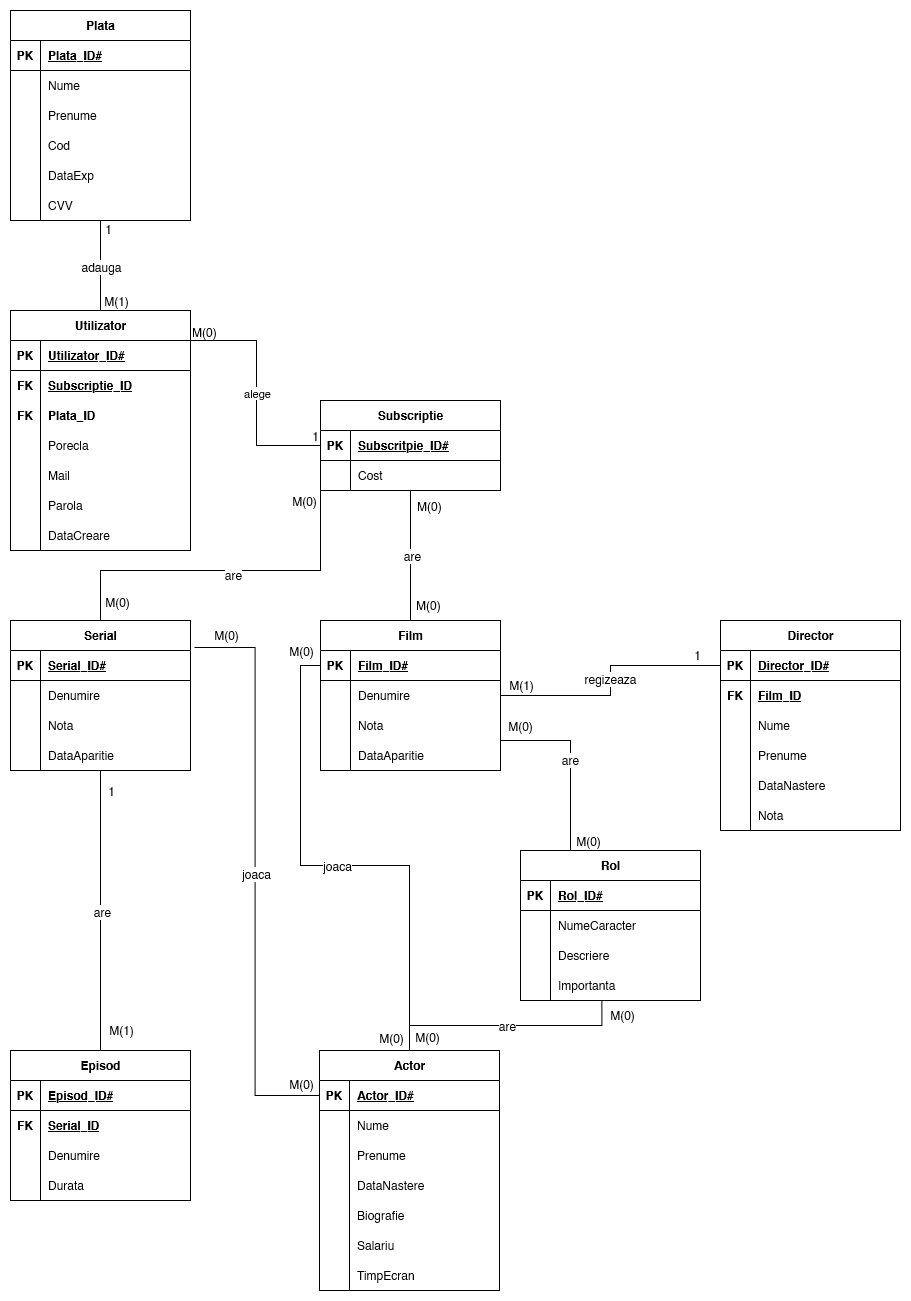 Plata
PK Plata_ID#
Nume
Prenume
Cod
DataExp
CVV
1
adauga
M(1)
Utilizator
PK Utilizator_ID#
FK Subscriptie_ID
FK Plata_ID
Porecla
Mail
Parola
DataCreare
M(0)
alege
1
Subscriptie
PK Subscritpie_ID#
Cost
M(0)
are
M(0)
M(0)
are
M(0)
Serial
PK Serial_ID#
Denumire
Nota
DataAparitie
M(0)
joaca
M(0)
Film
PK Film_ID#
Denumire
Nota
DataAparitie
M(0)
joaca
M(0)
M(1)
regizeaza
1
Director
PK Director_ID#
FK Film_ID
Nume
Prenume
DataNastere
Nota
M(0)
are
M(0)
Rol
PK Rol_ID#
NumeCaracter
Descriere
Importanta
M(0)
are
M(0)
1
are
M(1)
Episod
PK Episod_ID#
FK Serial_ID
Denumire
Durata
Actor
PK Actor_ID#
Nume
Prenume
DataNastere
Biografie
Salariu
TimpEcran